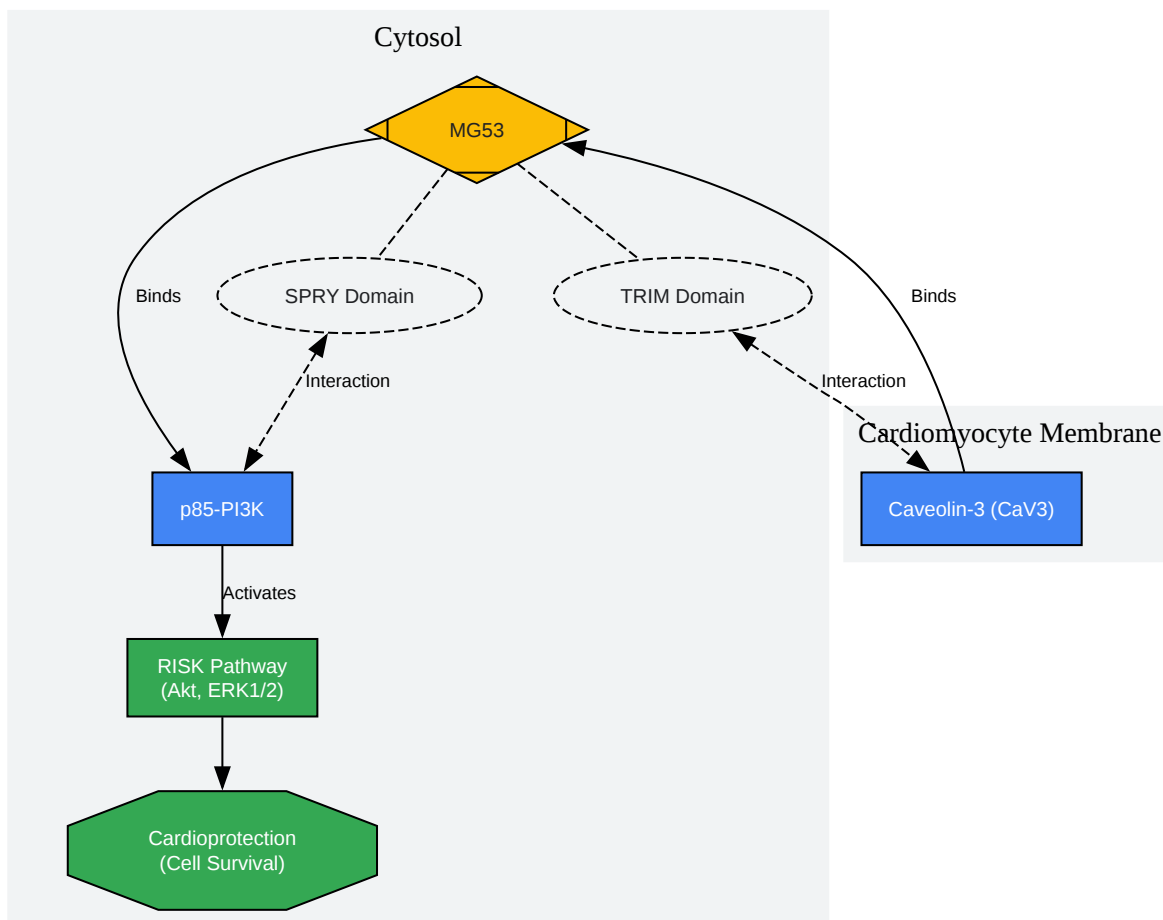 Cytosol
MG53
Binds
SPRY Domain
TRIM Domain
Binds
Interaction
Interaction
Cardiomyocyte Membrane
p85-PI3K
Caveolin-3 (CaV3)
Activates
RISK Pathway
(Akt, ERK1/2)
Cardioprotection
(Cell Survival)